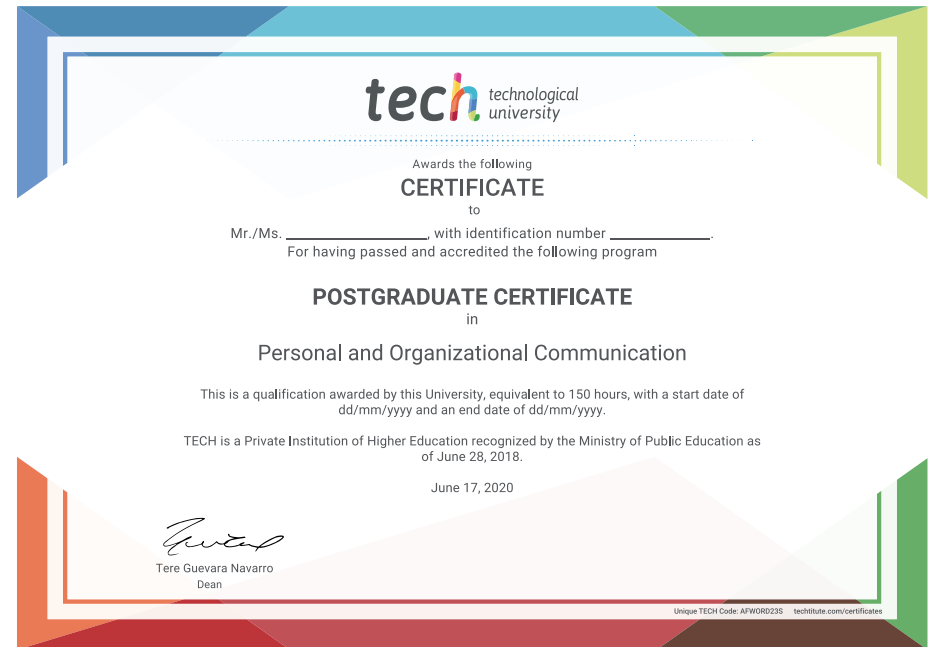 tech technological
university
Awards the following
CERTIFICATE
to
Mr./Ms. ____________________, with identification number ______________.
For having passed and accredited the following program
POSTGRADUATE CERTIFICATE
in
Personal and Organizational Communication
This is a qualification awarded by this University, equivalent to 150 hours, with a start date of
dd/mm/yyyy and an end date of dd/mm/yyyy.
TECH is a Private Institution of Higher Education recognized by the Ministry of Public Education as
of June 28, 2018.
June 17, 2020
Tere Guevara Navarro
Dean
Unique TECH Code: AFWORD23S techtitute.com/certificates